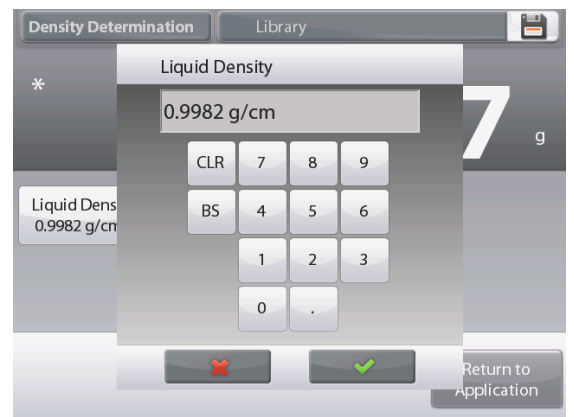 Density Determination
Library
*
Liquid Density
0.9982 g/cm
7
g
CLR 7 8 9
Liquid Dens
0.9982 g/cm
BS 4 5 6
1 2 3
0 .
Return to
Application